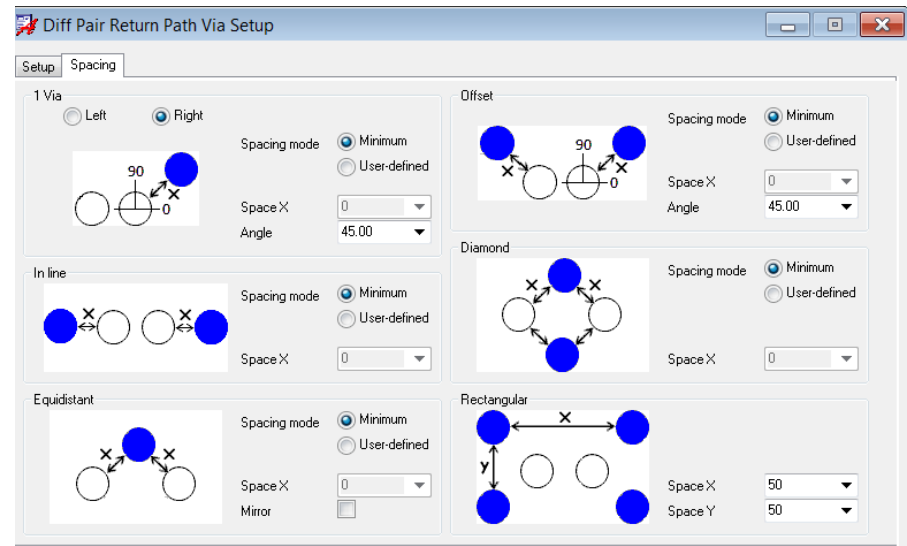 Diff Pair Return Path Via Setup
Setup Spacing
1 Via
Left Right
Spacing mode Minimum
User-defined
90
X
0
Space X 0
Angle 45.00
In line
Spacing mode Minimum
User-defined
X X
Space X 0
Equidistant
Spacing mode Minimum
User-defined
X X
Space X 0
Mirror
Offset
Spacing mode Minimum
User-defined
90
X X
0
Space X 0
Angle 45.00
Diamond
Spacing mode Minimum
User-defined
X X
Space X 0
Rectangular
X
y
Space X 50
Space Y 50